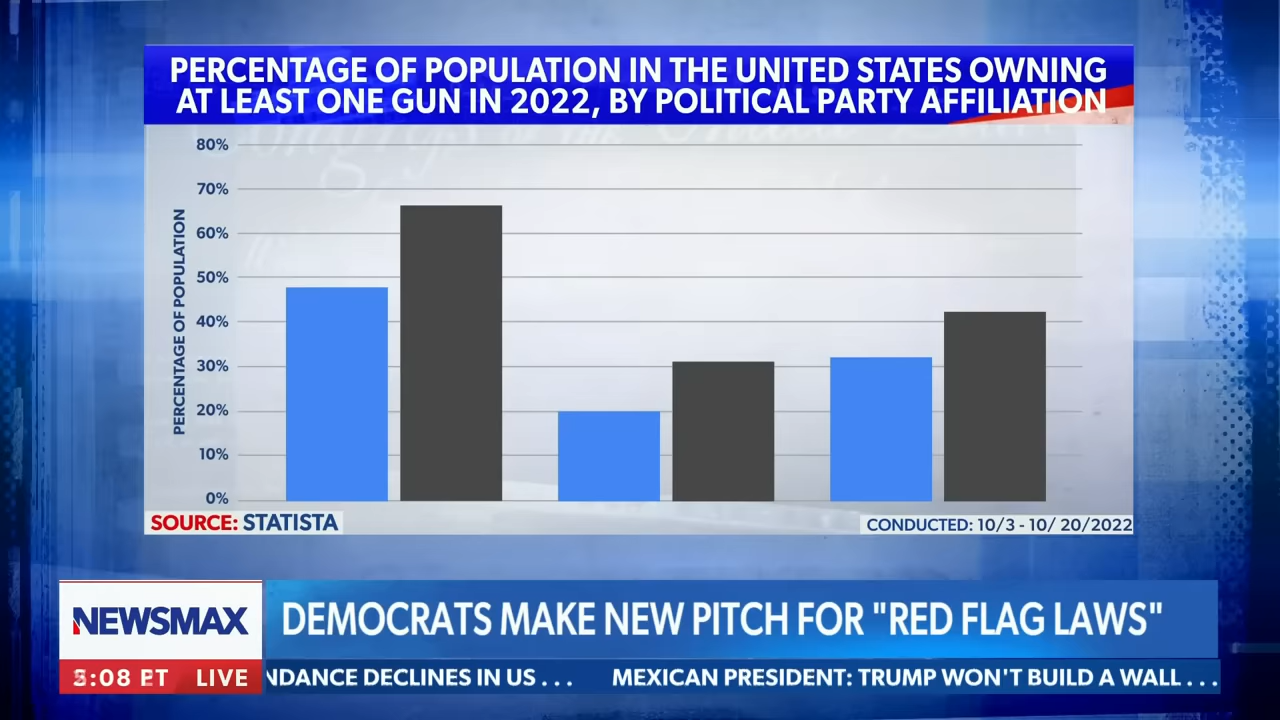 PERCENTAGE OF POPULATION IN THE UNITED STATES OWNING
AT LEAST ONE GUN IN 2022, BY POLITICAL PARTY AFFILIATION
80%
70%
60%
50%
40%
30%
20%
10%
0%
PERCENTAGE OF POPULATION
SOURCE: STATISTA
CONDUCTED: 10/3 - 10/ 20/2022
NEWSMAX
DEMOCRATS MAKE NEW PITCH FOR "RED FLAG LAWS"
:08 LIVE
NDANCE DECLINES IN US . . . MEXICAN PRESIDENT: TRUMP WON'T BUILD A WALL . . .